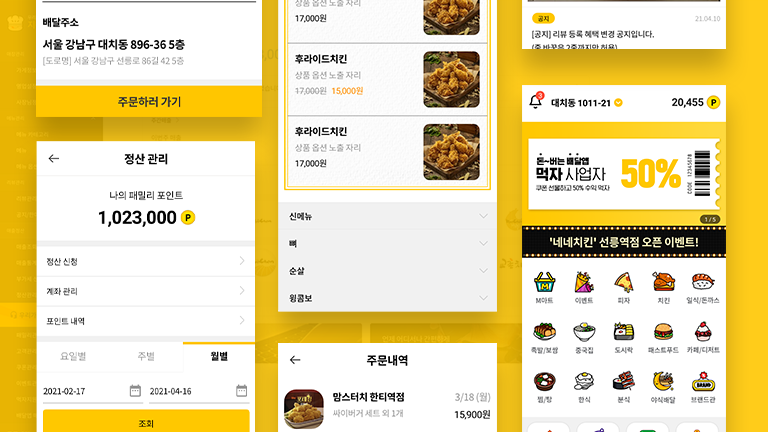 배달주소
서울 강남구 대치동 896-36 5층
[도로명] 서울 강남구 선릉로 86길 42 5층
주문하러 가기
정산 관리
나의 패밀리 포인트
1,023,000 P
정산 신청
계좌 관리
포인트 내역
요일별
주별
월별
2021-02-17
2021-04-16
조회
상품 옵션 노출 자리
17,000원
후라이드치킨
상품 옵션 노출 자리
17,000원 15,000원
후라이드치킨
상품 옵션 노출 자리
17,000원
신메뉴
뼈
순살
윙콤보
주문내역
맘스터치 한티역점
3/18 (월)
싸이버거 세트 외 1개
15,900원
공지
21.04.10
[공지] 리뷰 등록 혜택 변경 공지입니다.
(줄 바꿈은 2줄까지만 허용)
3
대치동 1011-21
20,455 P
돈~버는 배달앱
먹자 사업자
쿠폰 선물하고 50% 수익 먹자
50%
CODE 12345678
1 / 5
'네네치킨' 선릉역점 오픈 이벤트!
M마트
이벤트
피자
치킨
일식/돈까스
족발/보쌈
중국집
도시락
패스트푸드
카페/디저트
찜/탕
한식
분식
야식배달
브랜드관
BRAND